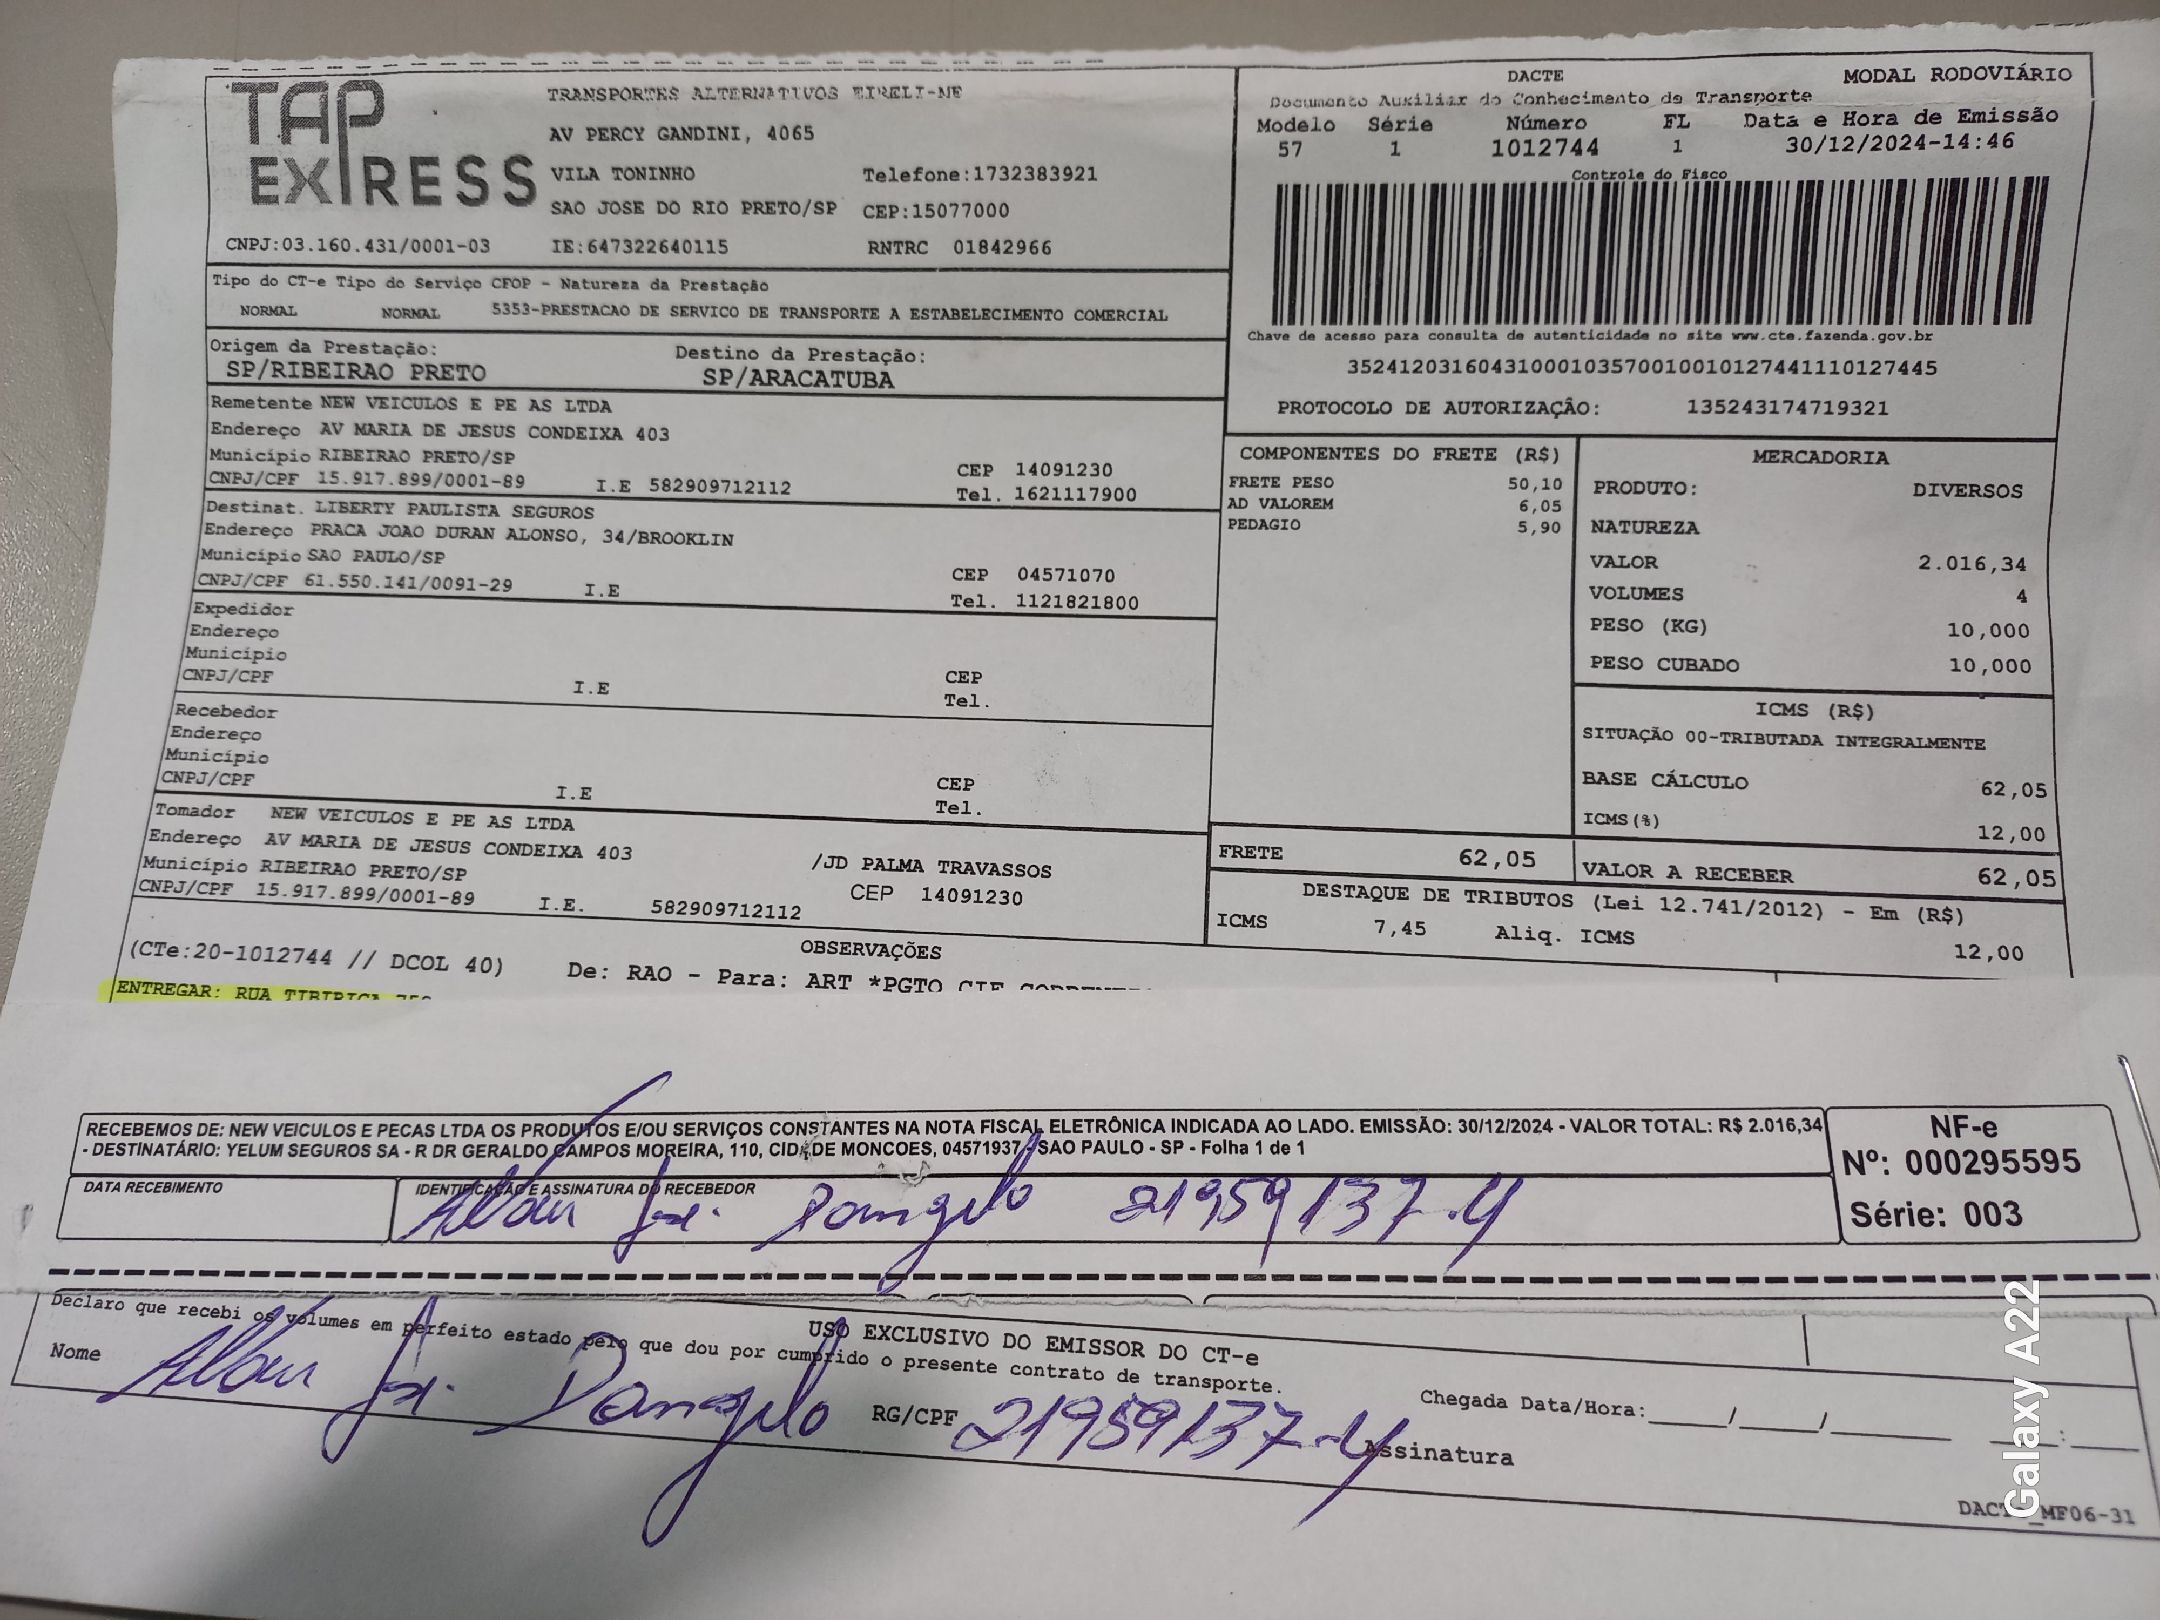 TAP EXPRESS
TRANSPORTES ALTERNATIVOS EIRELI-ME
AV PERCY GANDINI, 4065
VILA TONINHO Telefone:1732383921
SAO JOSE DO RIO PRETO/SP CEP:15077000
CNPJ:03.160.431/0001-03 IE:647322640115 RNTRC 01842966
DACTE MODAL RODOVIÁRIO
Documento Auxiliar do Conhecimento de Transporte
Modelo Série Número FL Data e Hora de Emissão
57 1 1012744 1 30/12/2024-14:46
Controle do Fisco
Chave de acesso para consulta de autenticidade no site www.cte.fazenda.gov.br
35241203160431000103570010010127441110127445
PROTOCOLO DE AUTORIZAÇÂO: 135243174719321
Tipo do CT-e Tipo do Serviço CFOP - Natureza da Prestação
NORMAL NORMAL 5353-PRESTACAO DE SERVICO DE TRANSPORTE A ESTABELECIMENTO COMERCIAL
Origem da Prestação: Destino da Prestação:
SP/RIBEIRAO PRETO SP/ARACATUBA
Remetente NEW VEICULOS E PE AS LTDA
Endereço AV MARIA DE JESUS CONDEIXA 403
Município RIBEIRAO PRETO/SP CEP 14091230
CNPJ/CPF 15.917.899/0001-89 I.E 582909712112 Tel. 1621117900
Destinat. LIBERTY PAULISTA SEGUROS
Endereço PRACA JOAO DURAN ALONSO, 34/BROOKLIN
Município SAO PAULO/SP CEP 04571070
CNPJ/CPF 61.550.141/0091-29 I.E Tel. 1121821800
Expedidor
Endereço
Município CEP
CNPJ/CPF I.E Tel.
Recebedor
Endereço
Município CEP
CNPJ/CPF I.E Tel.
Tomador NEW VEICULOS E PE AS LTDA
Endereço AV MARIA DE JESUS CONDEIXA 403 /JD PALMA TRAVASSOS
Município RIBEIRAO PRETO/SP CEP 14091230
CNPJ/CPF 15.917.899/0001-89 I.E. 582909712112
COMPONENTES DO FRETE (R$)
FRETE PESO 50,10
AD VALOREM 6,05
PEDAGIO 5,90
MERCADORIA
PRODUTO: DIVERSOS
NATUREZA
VALOR 2.016,34
VOLUMES 4
PESO (KG) 10,000
PESO CUBADO 10,000
ICMS (R$)
SITUAÇÃO 00-TRIBUTADA INTEGRALMENTE
BASE CÁLCULO 62,05
ICMS(%) 12,00
FRETE 62,05 VALOR A RECEBER 62,05
DESTAQUE DE TRIBUTOS (Lei 12.741/2012) - Em (R$)
ICMS 7,45 Aliq. ICMS 12,00
OBSERVAÇÕES
(CTe:20-1012744 // DCOL 40) De: RAO - Para: ART *PGTO CIF
ENTREGAR: RUA TIBIRICA
RECEBEMOS DE: NEW VEICULOS E PECAS LTDA OS PRODUTOS E/OU SERVIÇOS CONSTANTES NA NOTA FISCAL ELETRÔNICA INDICADA AO LADO. EMISSÃO: 30/12/2024 - VALOR TOTAL: R$ 2.016,34
- DESTINATÁRIO: YELUM SEGUROS SA - R DR GERALDO CAMPOS MOREIRA, 110, CIDADE MONCOES, 04571937 - SAO PAULO - SP - Folha 1 de 1
NF-e
Nº: 000295595
Série: 003
DATA RECEBIMENTO IDENTIFICAÇÃO E ASSINATURA DO RECEBEDOR
21959137-4
USO EXCLUSIVO DO EMISSOR DO CT-e
Declaro que recebi os volumes em perfeito estado pelo que dou por cumprido o presente contrato de transporte.
Nome RG/CPF 21959137-4 Chegada Data/Hora:____/____/______ ___:____
Assinatura
DACTE_MF06-31
Galaxy A22